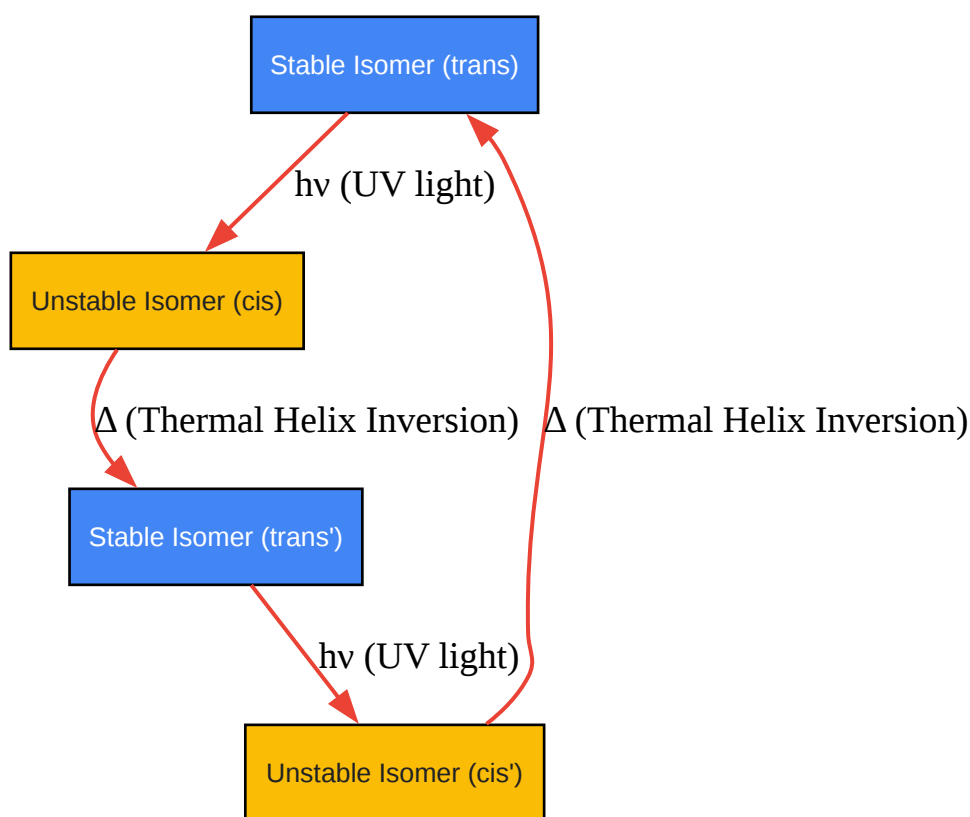 Stable Isomer (trans)
hν (UV light)
Unstable Isomer (cis)
Δ (Thermal Helix Inversion)
Δ (Thermal Helix Inversion)
Stable Isomer (trans')
hν (UV light)
Unstable Isomer (cis')